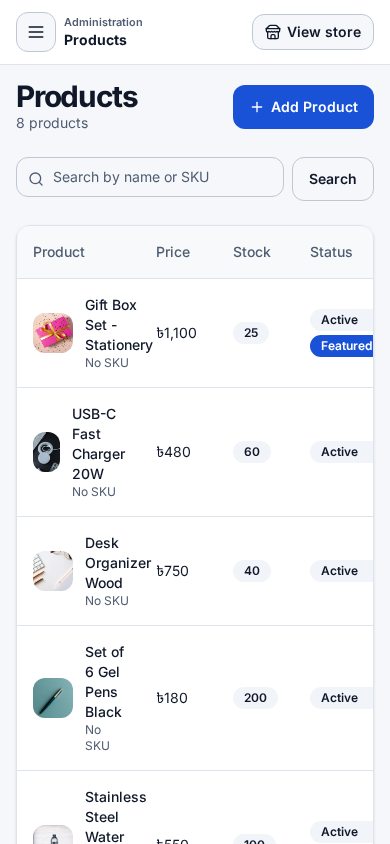 Administration
Products
View store
Products
8 products
Add Product
Search by name or SKU
Search
Product Price Stock Status
Gift Box
Set -
Stationery
No SKU
৳1,100
25
Active
Featured
USB-C
Fast
Charger
20W
No SKU
৳480
60
Active
Desk
Organizer
Wood
No SKU
৳750
40
Active
Set of
6 Gel
Pens
Black
No
SKU
৳180
200
Active
Stainless
Steel
Water
৳550
100
Active